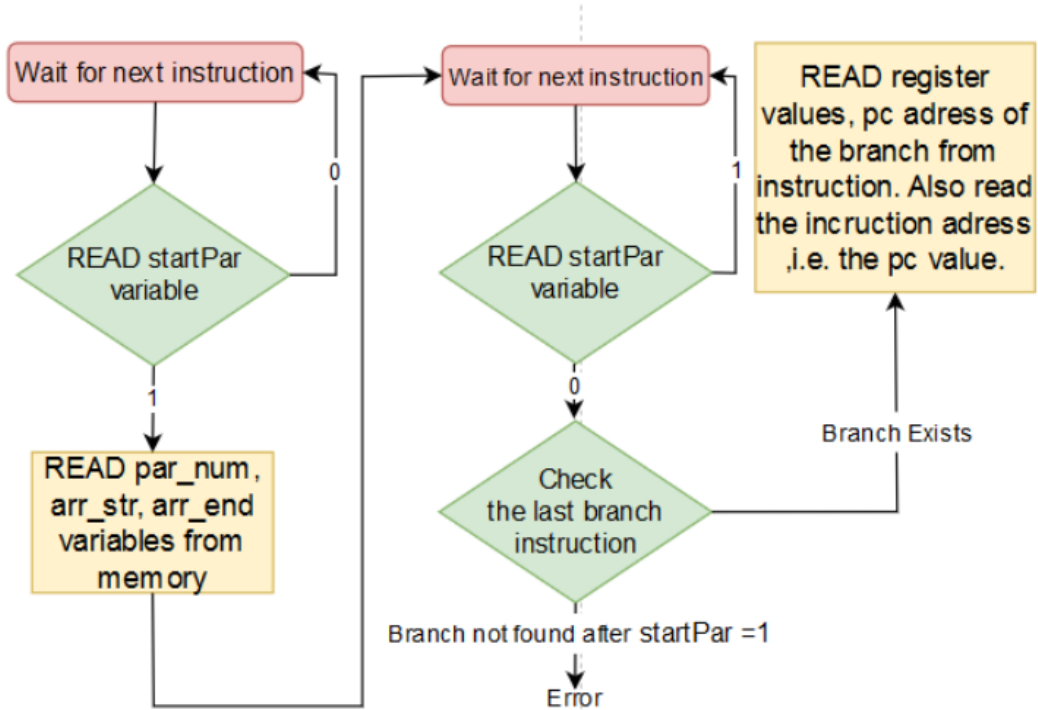 Wait for next instruction
0
READ startPar
variable
1
READ par_num,
arr_str, arr_end
variables from
memory
Wait for next instruction
1
READ startPar
variable
0
Check
the last branch
instruction
Branch Exists
Branch not found after startPar =1
Error
READ register
values, pc adress of
the branch from
instruction. Also read
the incruction adress
,i.e. the pc value.